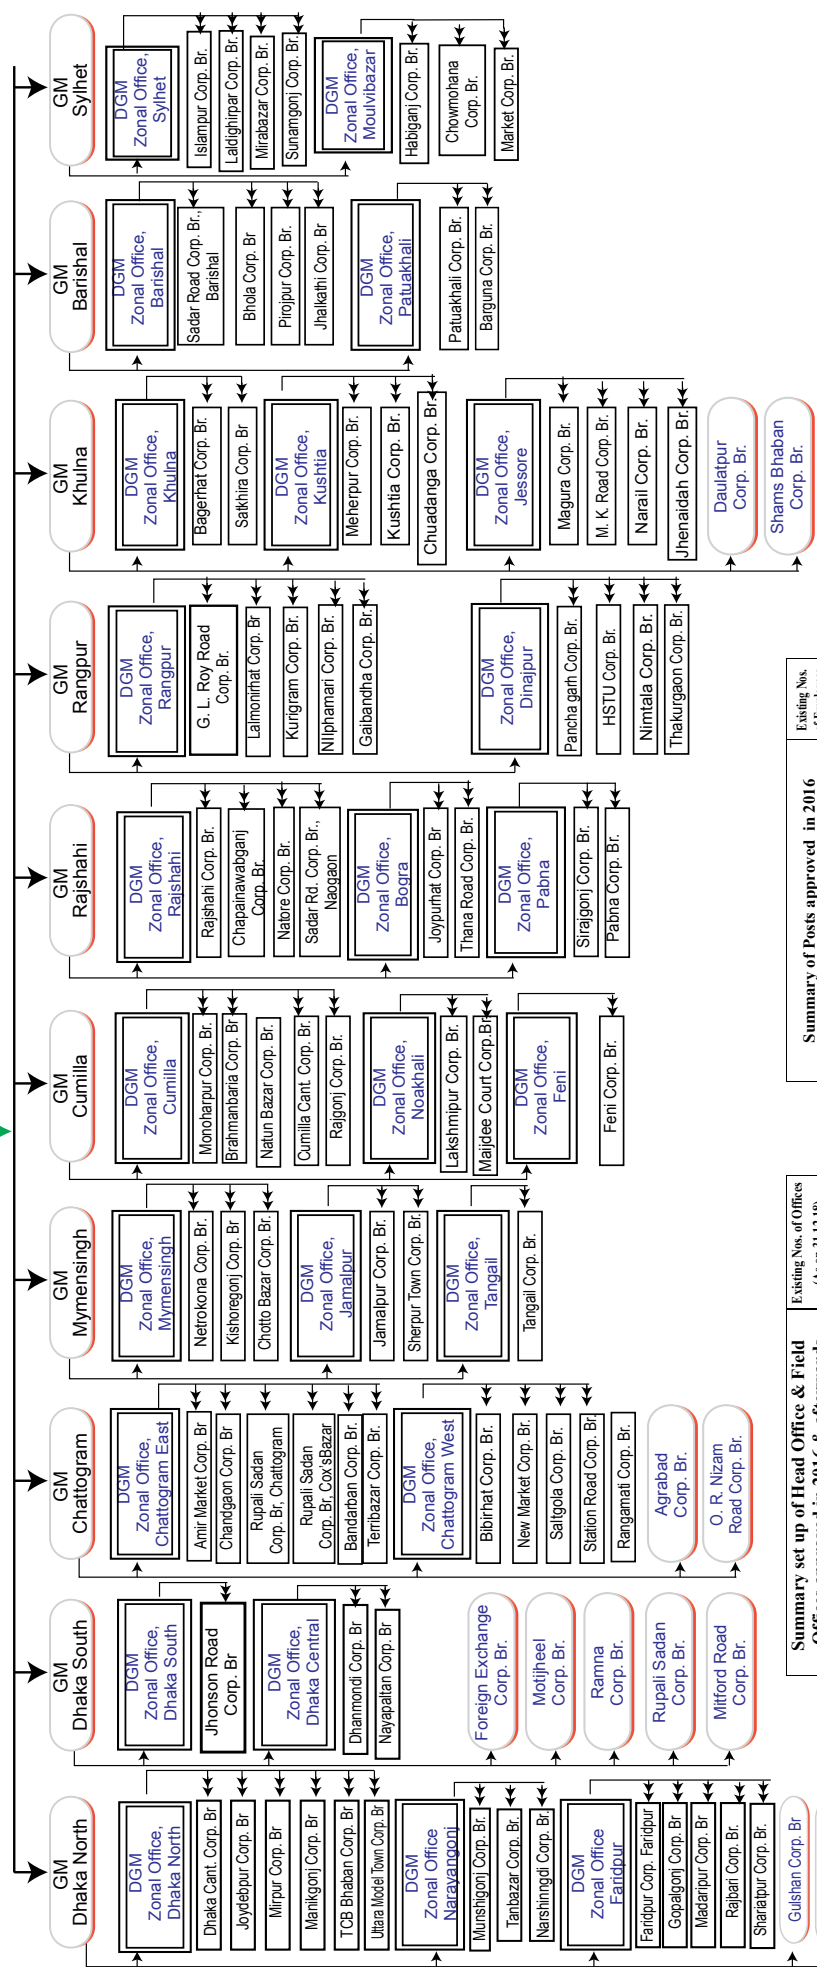 GM
Sylhet
DGM
Zonal Office,
Sylhet
Islampur Corp. Br.
Laldighirpar Corp. Br.
Mirabazar Corp. Br.
Sunamgonj Corp. Br.
DGM
Zonal Office,
Moulvibazar
Habiganj Corp. Br.
Chowmohana
Corp. Br.
Market Corp. Br.
GM
Barishal
DGM
Zonal Office,
Barishal
Sadar Road Corp. Br.,
Barishal
Bhola Corp. Br
Pirojpur Corp. Br.
Jhalkathi Corp. Br
DGM
Zonal Office,
Patuakhali
Patuakhali Corp. Br.
Barguna Corp. Br.
GM
Khulna
DGM
Zonal Office,
Khulna
Bagerhat Corp. Br.
Satkhira Corp. Br
DGM
Zonal Office,
Kushtia
Meherpur Corp. Br.
Kushtia Corp. Br.
Chuadanga Corp. Br.
DGM
Zonal Office,
Jessore
Magura Corp. Br.
M. K. Road Corp. Br.
Narail Corp. Br.
Jhenaidah Corp. Br.
Daulatpur
Corp. Br.
Shams Bhaban
Corp. Br.
GM
Rangpur
DGM
Zonal Office,
Rangpur
G. L. Roy Road
Corp. Br.
Lalmonirhat Corp. Br
Kurigram Corp. Br.
NIlphamari Corp. Br.
Gaibandha Corp. Br.
DGM
Zonal Office,
Dinajpur
Pancha garh Corp. Br.
HSTU Corp. Br.
Nimtala Corp. Br.
Thakurgaon Corp. Br.
GM
Rajshahi
DGM
Zonal Office,
Rajshahi
Rajshahi Corp. Br.
Chapainawabganj
Corp. Br.
Natore Corp. Br.
Sadar Rd. Corp. Br.,
Naogaon
DGM
Zonal Office,
Bogra
Joypurhat Corp. Br.
Thana Road Corp. Br.
DGM
Zonal Office,
Pabna
Sirajgonj Corp. Br.
Pabna Corp. Br.
GM
Cumilla
DGM
Zonal Office,
Cumilla
Monoharpur Corp. Br.
Brahmanbaria Corp. Br
Natun Bazar Corp. Br.
Cumilla Cant. Corp. Br.
Rajgonj Corp. Br.
DGM
Zonal Office,
Noakhali
Lakshmipur Corp. Br.
Maijdee Court Corp.Br.
DGM
Zonal Office,
Feni
Feni Corp. Br.
GM
Mymensingh
DGM
Zonal Office,
Mymensingh
Netrokona Corp. Br.
Kishoregonj Corp. Br
Chotto Bazar Corp. Br.
DGM
Zonal Office,
Jamalpur
Jamalpur Corp. Br.
Sherpur Town Corp. Br.
DGM
Zonal Office,
Tangail
Tangail Corp. Br.
GM
Chattogram
DGM
Zonal Office,
Chattogram East
Amir Market Corp. Br
Chandgaon Corp. Br
Rupali Sadan
Corp. Br, Chattogram
Rupali Sadan
Corp. Br, Cox'sBazar
Bandarban Corp. Br.
Terribazar Corp. Br.
DGM
Zonal Office,
Chattogram West
Bibirhat Corp. Br.
New Market Corp. Br.
Saltgola Corp. Br.
Station Road Corp. Br.
Rangamati Corp. Br.
Agrabad
Corp. Br.
O. R. Nizam
Road Corp. Br.
GM
Dhaka South
DGM
Zonal Office,
Dhaka South
Jhonson Road
Corp. Br
DGM
Zonal Office,
Dhaka Central
Dhanmondi Corp. Br
Nayapaltan Corp. Br
Foreign Exchange
Corp. Br.
Motijheel
Corp. Br.
Ramna
Corp. Br.
Rupali Sadan
Corp. Br.
Mitford Road
Corp. Br.
GM
Dhaka North
DGM
Zonal Office,
Dhaka North
Dhaka Cant. Corp. Br.
Joydebpur Corp. Br
Mirpur Corp. Br
Manikgonj Corp. Br
TCB Bhaban Corp. Br
Uttara Model Town Corp. Br
DGM
Zonal Office
Narayangonj
Munshigonj Corp. Br.
Tanbazar Corp. Br.
Narshinngdi Corp. Br
DGM
Zonal Office
Faridpur
Faridpur Corp. Faridpur
Gopalgonj Corp. Br
Madaripur Corp. Br
Rajbari Corp. Br.
Shariatpur Corp. Br.
Gulshan Corp. Br
Summary of Posts approved in 2016
Existing Nos.
Summary set up of Head Office & Field
Existing Nos. of Offices